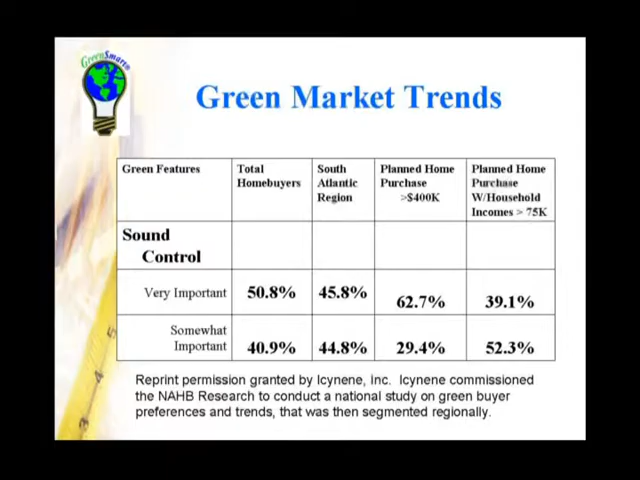 GreenSmart®
Green Market Trends
Green Features Total Homebuyers South Atlantic Region Planned Home Purchase >$400K Planned Home Purchase W/Household Incomes > 75K
Sound Control
Very Important 50.8% 45.8% 62.7% 39.1%
Somewhat Important 40.9% 44.8% 29.4% 52.3%
Reprint permission granted by Icynene, Inc.  Icynene commissioned
the NAHB Research to conduct a national study on green buyer
preferences and trends, that was then segmented regionally.
5
4
3